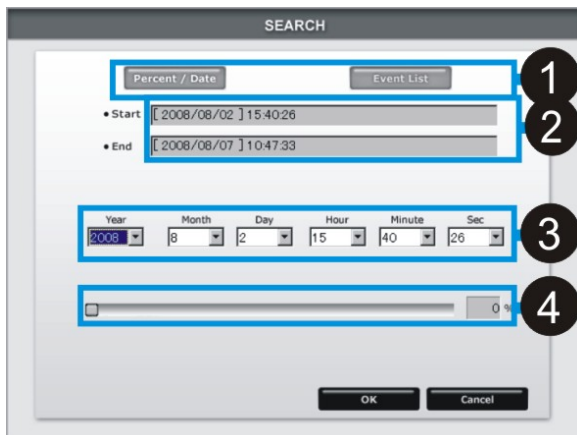 SEARCH
Percent / Date Event List 1
• Start [ 2008/08/02 ] 15:40:26
2
• End [ 2008/08/07 ] 10:47:33
Year Month Day Hour Minute Sec
2008 8 2 15 40 26 3
0 % 4
OK Cancel